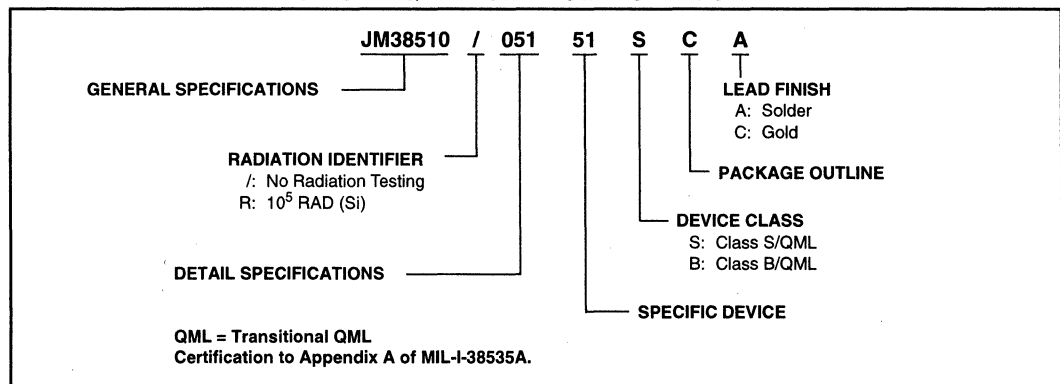 JM38510 / 051 51 S C A
GENERAL SPECIFICATIONS
LEAD FINISH
A: Solder
C: Gold
RADIATION IDENTIFIER
/: No Radiation Testing
R: 10⁵ RAD (Si)
PACKAGE OUTLINE
DEVICE CLASS
S: Class S/QML
B: Class B/QML
DETAIL SPECIFICATIONS
SPECIFIC DEVICE
QML = Transitional QML
Certification to Appendix A of MIL-I-38535A.